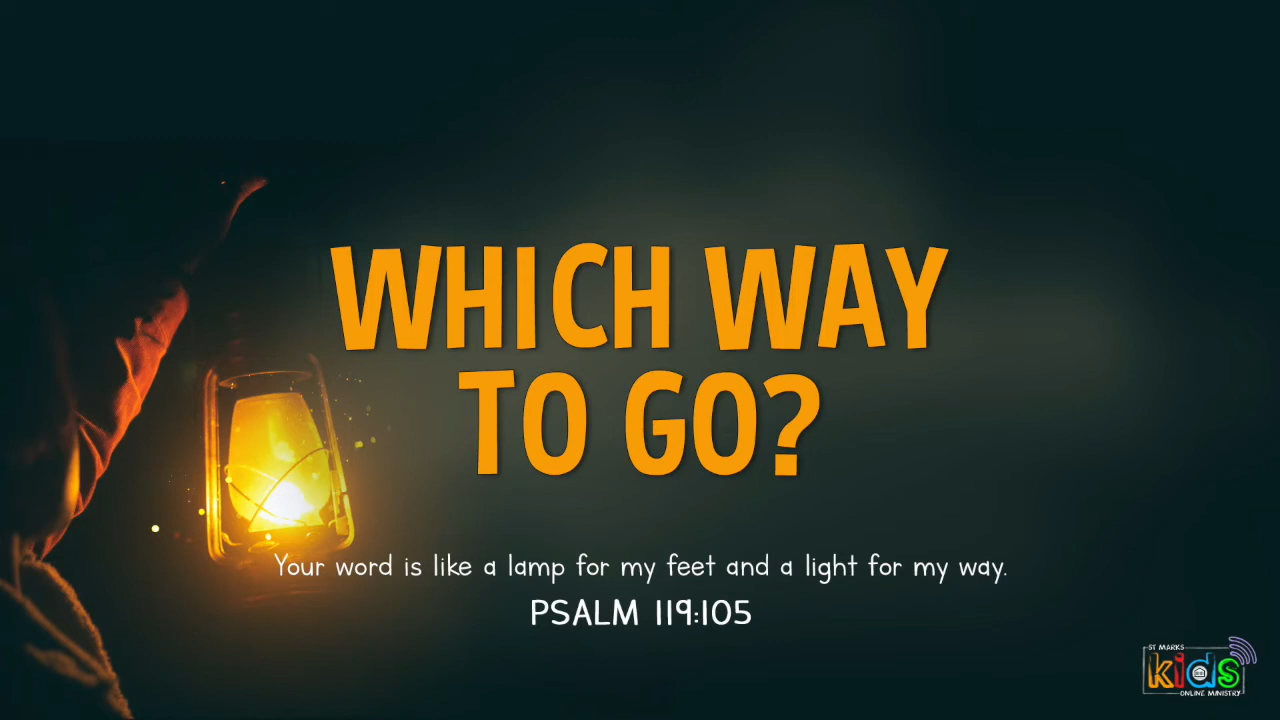 WHICH WAY
TO GO?
Your word is like a lamp for my feet and a light for my way.
PSALM 119:105
ST MARKS
kids
ONLINE MINISTRY